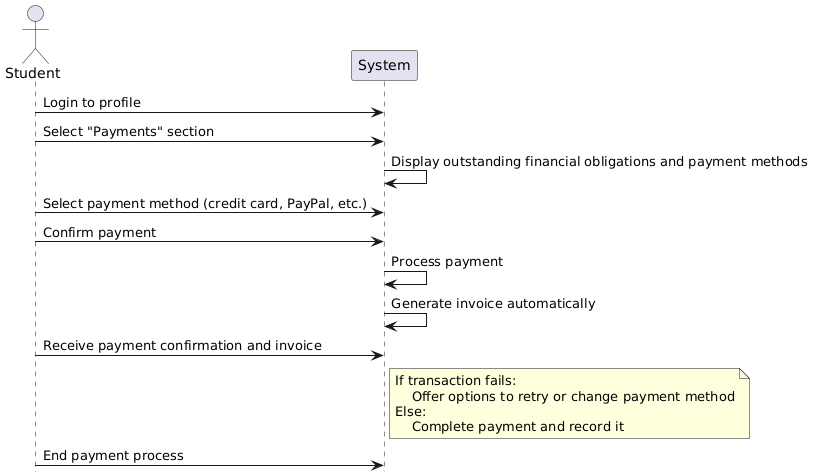 Student
System
Login to profile
Select "Payments" section
Display outstanding financial obligations and payment methods
Select payment method (credit card, PayPal, etc.)
Confirm payment
Process payment
Generate invoice automatically
Receive payment confirmation and invoice
If transaction fails:
Offer options to retry or change payment method
Else:
Complete payment and record it
End payment process